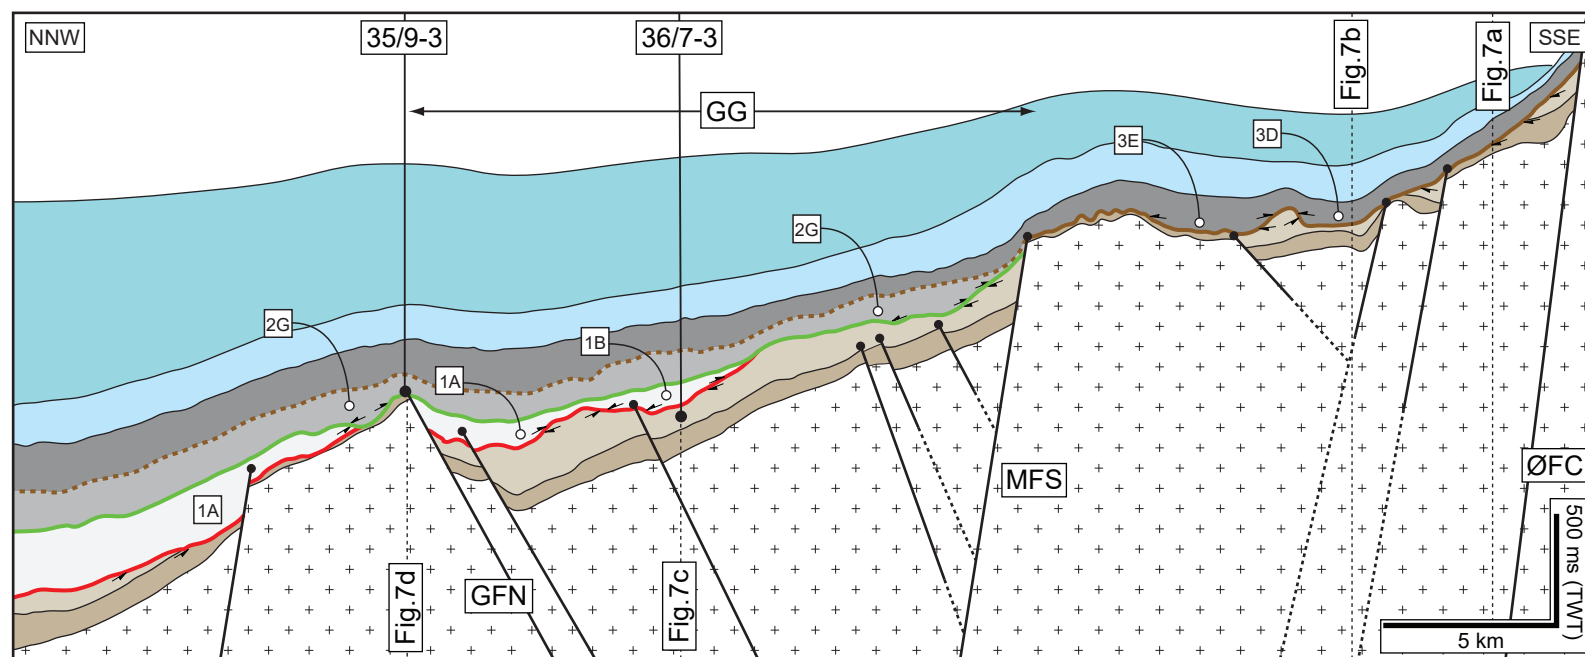 NNW
35/9-3
36/7-3
Fig.7b
Fig.7a
SSE
GG
3E
3D
2G
2G
1B
1A
1A
MFS
ØFC
GFN
Fig.7d
Fig.7c
500 ms (TWT)
5 km